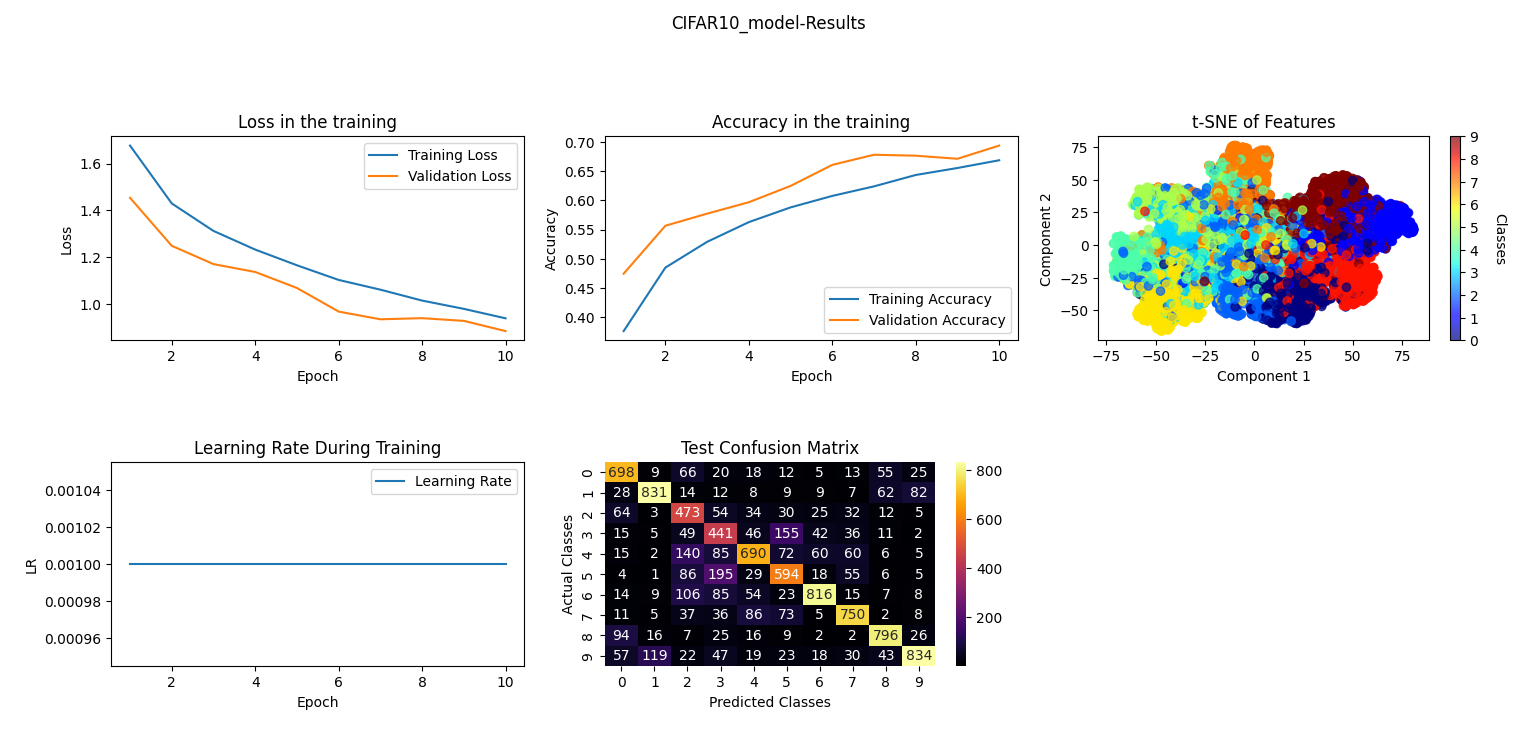 CIFAR10_model-Results
Loss in the training
Training Loss
Validation Loss
1.6
1.4
1.2
1.0
Loss
2 4 6 8 10
Epoch
Accuracy in the training
0.70
0.65
0.60
0.55
0.50
0.45
0.40
Accuracy
Training Accuracy
Validation Accuracy
2 4 6 8 10
Epoch
t-SNE of Features
75
50
25
0
−25
−50
Component 2
−75 −50 −25 0 25 50 75
Component 1
9
8
7
6
5
4
3
2
1
0
Classes
Learning Rate During Training
Learning Rate
0.00104
0.00102
0.00100
0.00098
0.00096
LR
2 4 6 8 10
Epoch
Test Confusion Matrix
Actual Classes
0 698 9 66 20 18 12 5 13 55 25
1 28 831 14 12 8 9 9 7 62 82
2 64 3 473 54 34 30 25 32 12 5
3 15 5 49 441 46 155 42 36 11 2
4 15 2 140 85 690 72 60 60 6 5
5 4 1 86 195 29 594 18 55 6 5
6 14 9 106 85 54 23 816 15 7 8
7 11 5 37 36 86 73 5 750 2 8
8 94 16 7 25 16 9 2 2 796 26
9 57 119 22 47 19 23 18 30 43 834
0 1 2 3 4 5 6 7 8 9
Predicted Classes
800
600
400
200